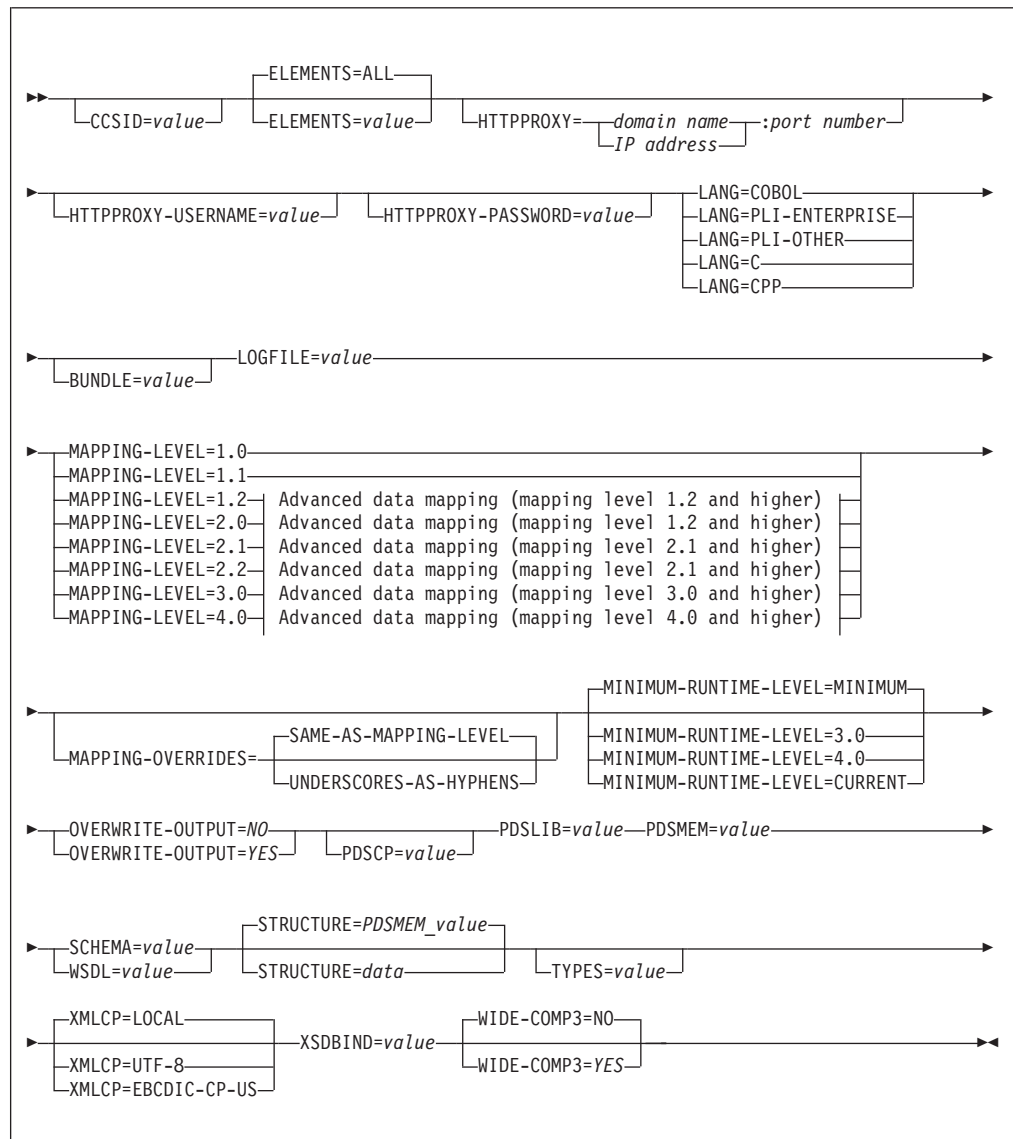 ELEMENTS=ALL
CCSID=value ELEMENTS=value HTTPPROXY= domain name :port number
IP address
HTTPPROXY-USERNAME=value HTTPPROXY-PASSWORD=value LANG=COBOL
LANG=PLI-ENTERPRISE
LANG=PLI-OTHER
LANG=C
LANG=CPP
BUNDLE=value LOGFILE=value
MAPPING-LEVEL=1.0
MAPPING-LEVEL=1.1
MAPPING-LEVEL=1.2 Advanced data mapping (mapping level 1.2 and higher)
MAPPING-LEVEL=2.0 Advanced data mapping (mapping level 1.2 and higher)
MAPPING-LEVEL=2.1 Advanced data mapping (mapping level 2.1 and higher)
MAPPING-LEVEL=2.2 Advanced data mapping (mapping level 2.1 and higher)
MAPPING-LEVEL=3.0 Advanced data mapping (mapping level 3.0 and higher)
MAPPING-LEVEL=4.0 Advanced data mapping (mapping level 4.0 and higher)
MINIMUM-RUNTIME-LEVEL=MINIMUM
SAME-AS-MAPPING-LEVEL MINIMUM-RUNTIME-LEVEL=3.0
MAPPING-OVERRIDES= MINIMUM-RUNTIME-LEVEL=4.0
UNDERSCORES-AS-HYPHENS MINIMUM-RUNTIME-LEVEL=CURRENT
OVERWRITE-OUTPUT=NO PDSLIB=value PDSMEM=value
OVERWRITE-OUTPUT=YES PDSCP=value
STRUCTURE=PDSMEM_value
SCHEMA=value
WSDL=value STRUCTURE=data TYPES=value
XMLCP=LOCAL XSDBIND=value WIDE-COMP3=NO
XMLCP=UTF-8 WIDE-COMP3=YES
XMLCP=EBCDIC-CP-US